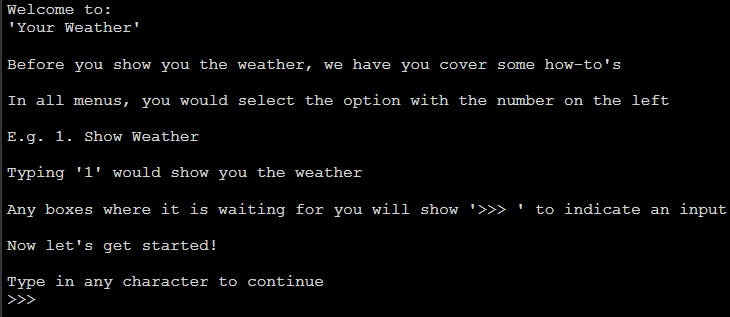 Welcome to:
'Your Weather'
Before you show you the weather, we have you cover some how-to's
In all menus, you would select the option with the number on the left
E.g. 1. Show Weather
Typing '1' would show you the weather
Any boxes where it is waiting for you will show '>>> ' to indicate an input
Now let's get started!
Type in any character to continue
>>>